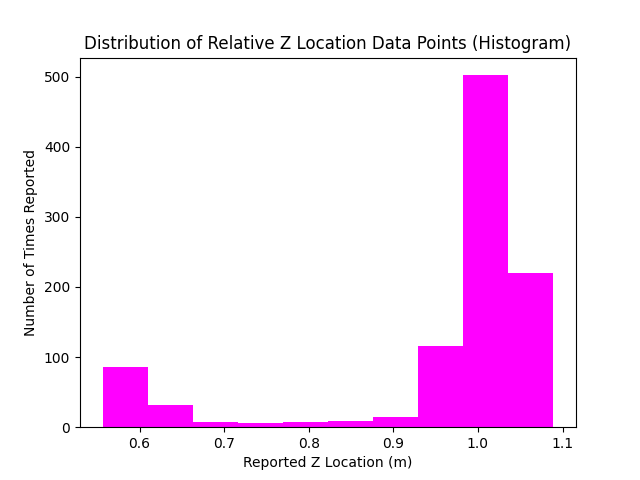 Distribution of Relative Z Location Data Points (Histogram)
500
400
300
200
100
0
Number of Times Reported
0.6 0.7 0.8 0.9 1.0 1.1
Reported Z Location (m)